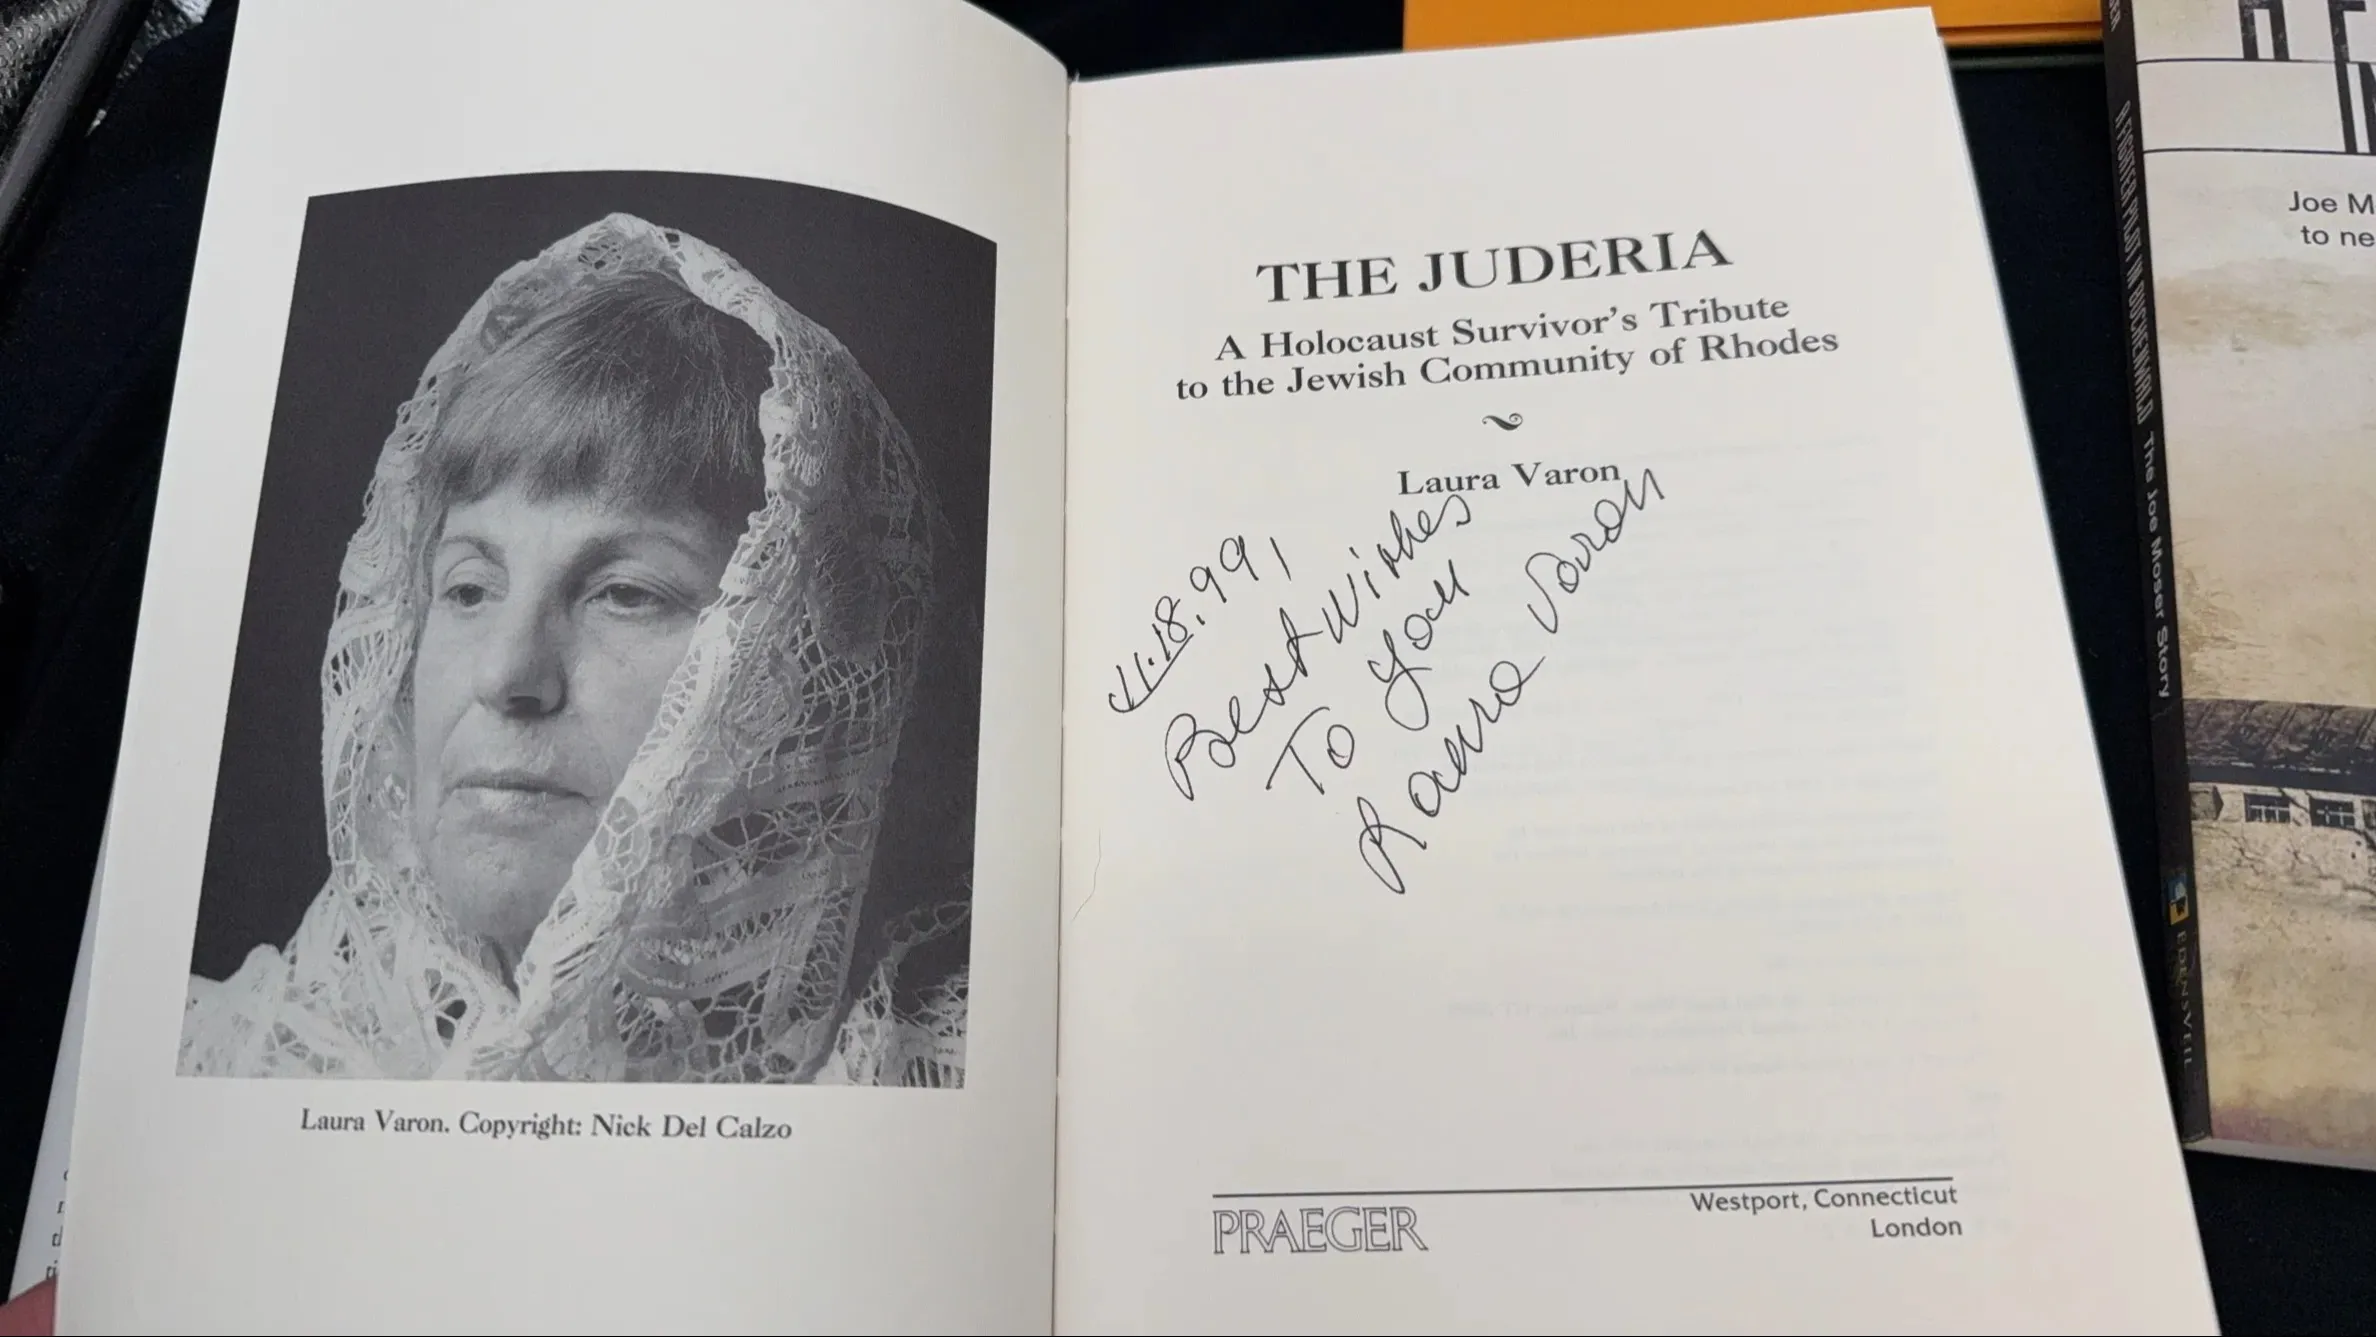 Laura Varon. Copyright: Nick Del Calzo
THE JUDERIA
A Holocaust Survivor's Tribute
to the Jewish Community of Rhodes
Laura Varon
11.18.99
Best Wishes
To You
Laura Varon
PRAEGER
Westport, Connecticut
London
Joe M
to ne
The Joe Moser Story
EDENSVEIL